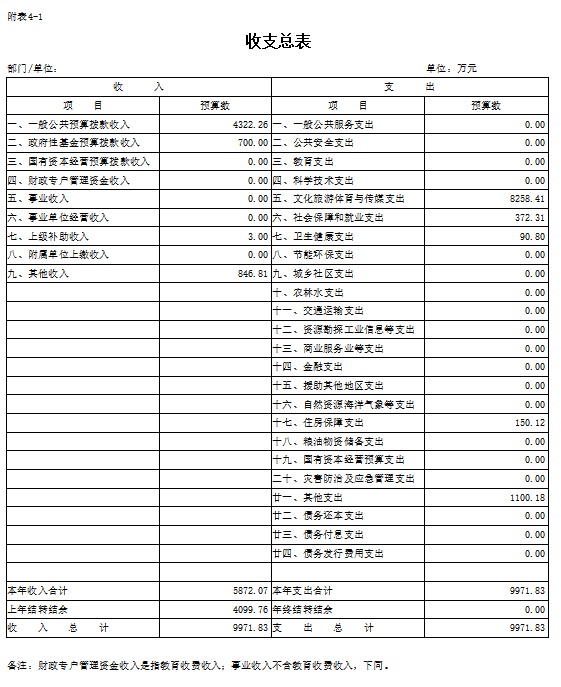 附表4-1
收支总表
部门/单位： 单位：万元
收 入 支 出
项 目 预算数 项 目 预算数
一、一般公共预算拨款收入 4322.26 一、一般公共服务支出 0.00
二、政府性基金预算拨款收入 700.00 二、公共安全支出 0.00
三、国有资本经营预算拨款收入 0.00 三、教育支出 0.00
四、财政专户管理资金收入 0.00 四、科学技术支出 0.00
五、事业收入 0.00 五、文化旅游体育与传媒支出 8258.41
六、事业单位经营收入 0.00 六、社会保障和就业支出 372.31
七、上级补助收入 3.00 七、卫生健康支出 90.80
八、附属单位上缴收入 0.00 八、节能环保支出 0.00
九、其他收入 846.81 九、城乡社区支出 0.00
十、农林水支出 0.00
十一、交通运输支出 0.00
十二、资源勘探工业信息等支出 0.00
十三、商业服务业等支出 0.00
十四、金融支出 0.00
十五、援助其他地区支出 0.00
十六、自然资源海洋气象等支出 0.00
十七、住房保障支出 150.12
十八、粮油物资储备支出 0.00
十九、国有资本经营预算支出 0.00
二十、灾害防治及应急管理支出 0.00
廿一、其他支出 1100.18
廿二、债务还本支出 0.00
廿三、债务付息支出 0.00
廿四、债务发行费用支出 0.00
本年收入合计 5872.07 本年支出合计 9971.83
上年结转结余 4099.76 年终结转结余 0.00
收 入 总 计 9971.83 支 出 总 计 9971.83
备注：财政专户管理资金收入是指教育收费收入；事业收入不含教育收费收入，下同。